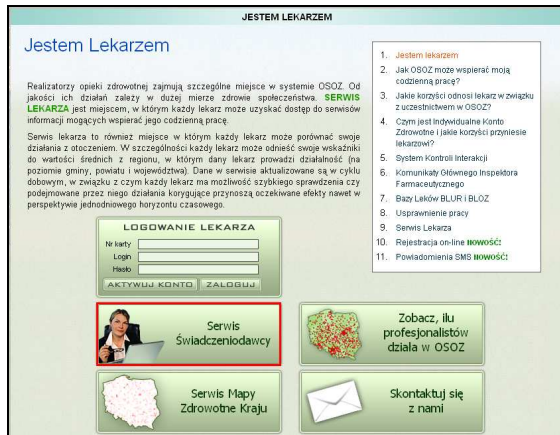 JESTEM LEKARZEM
Jestem Lekarzem
Realizatorzy opieki zdrowotnej zajmują szczególne miejsce w systemie OSOZ. Od
jakości ich działań zależy w dużej mierze zdrowie społeczeństwa. SERWIS
LEKARZA jest miejscem, w którym każdy lekarz może uzyskać dostęp do serwisów
informacji mogących wspierać jego codzienną pracę.
Serwis lekarza to również miejsce w którym każdy lekarz może porównać swoje
działania z otoczeniem. W szczególności każdy lekarz może odnieść swoje wskaźniki
do wartości średnich z regionu, w którym dany lekarz prowadzi działalność (na
poziomie gminy, powiatu i województwa). Dane w serwisie aktualizowane są w cyklu
dobowym, w związku z czym każdy lekarz ma możliwość szybkiego sprawdzenia czy
podejmowane przez niego działania korygujące przynoszą oczekiwane efekty nawet w
perspektywie jednodniowego horyzontu czasowego.
1. Jestem lekarzem
2. Jak OSOZ może wspierać moją
codzienną pracę?
3. Jakie korzyści odnosi lekarz w związku
z uczestnictwem w OSOZ?
4. Czym jest Indywidualne Konto
Zdrowotne i jakie korzyści przyniesie
lekarzowi?
5. System Kontroli Interakcji
6. Komunikaty Głównego Inspektora
Farmaceutycznego
7. Bazy Leków BLUR i BLOZ
8. Usprawnienie pracy
9. Serwis Lekarza
10. Rejestracja on-line NOWOŚĆ!
11. Powiadomienia SMS NOWOŚĆ!
LOGOWANIE LEKARZA
Nr karty
Login
Hasło
AKTYWUJ KONTO ZALOGUJ
Serwis
Świadczeniodawcy
Zobacz, ilu
profesjonalistów
działa w OSOZ
Serwis Mapy
Zdrowotne Kraju
Skontaktuj się
z nami